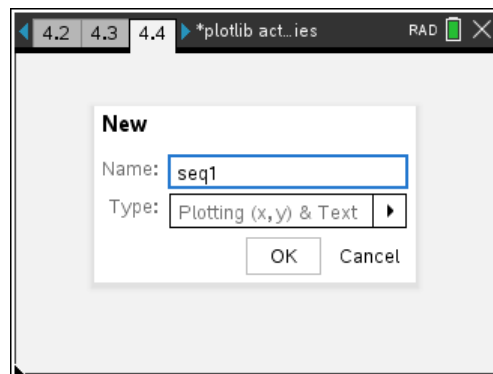 4.2 4.3 4.4 *plotlib act...ies RAD
New
Name: seq1
Type: Plotting (x,y) & Text
OK Cancel